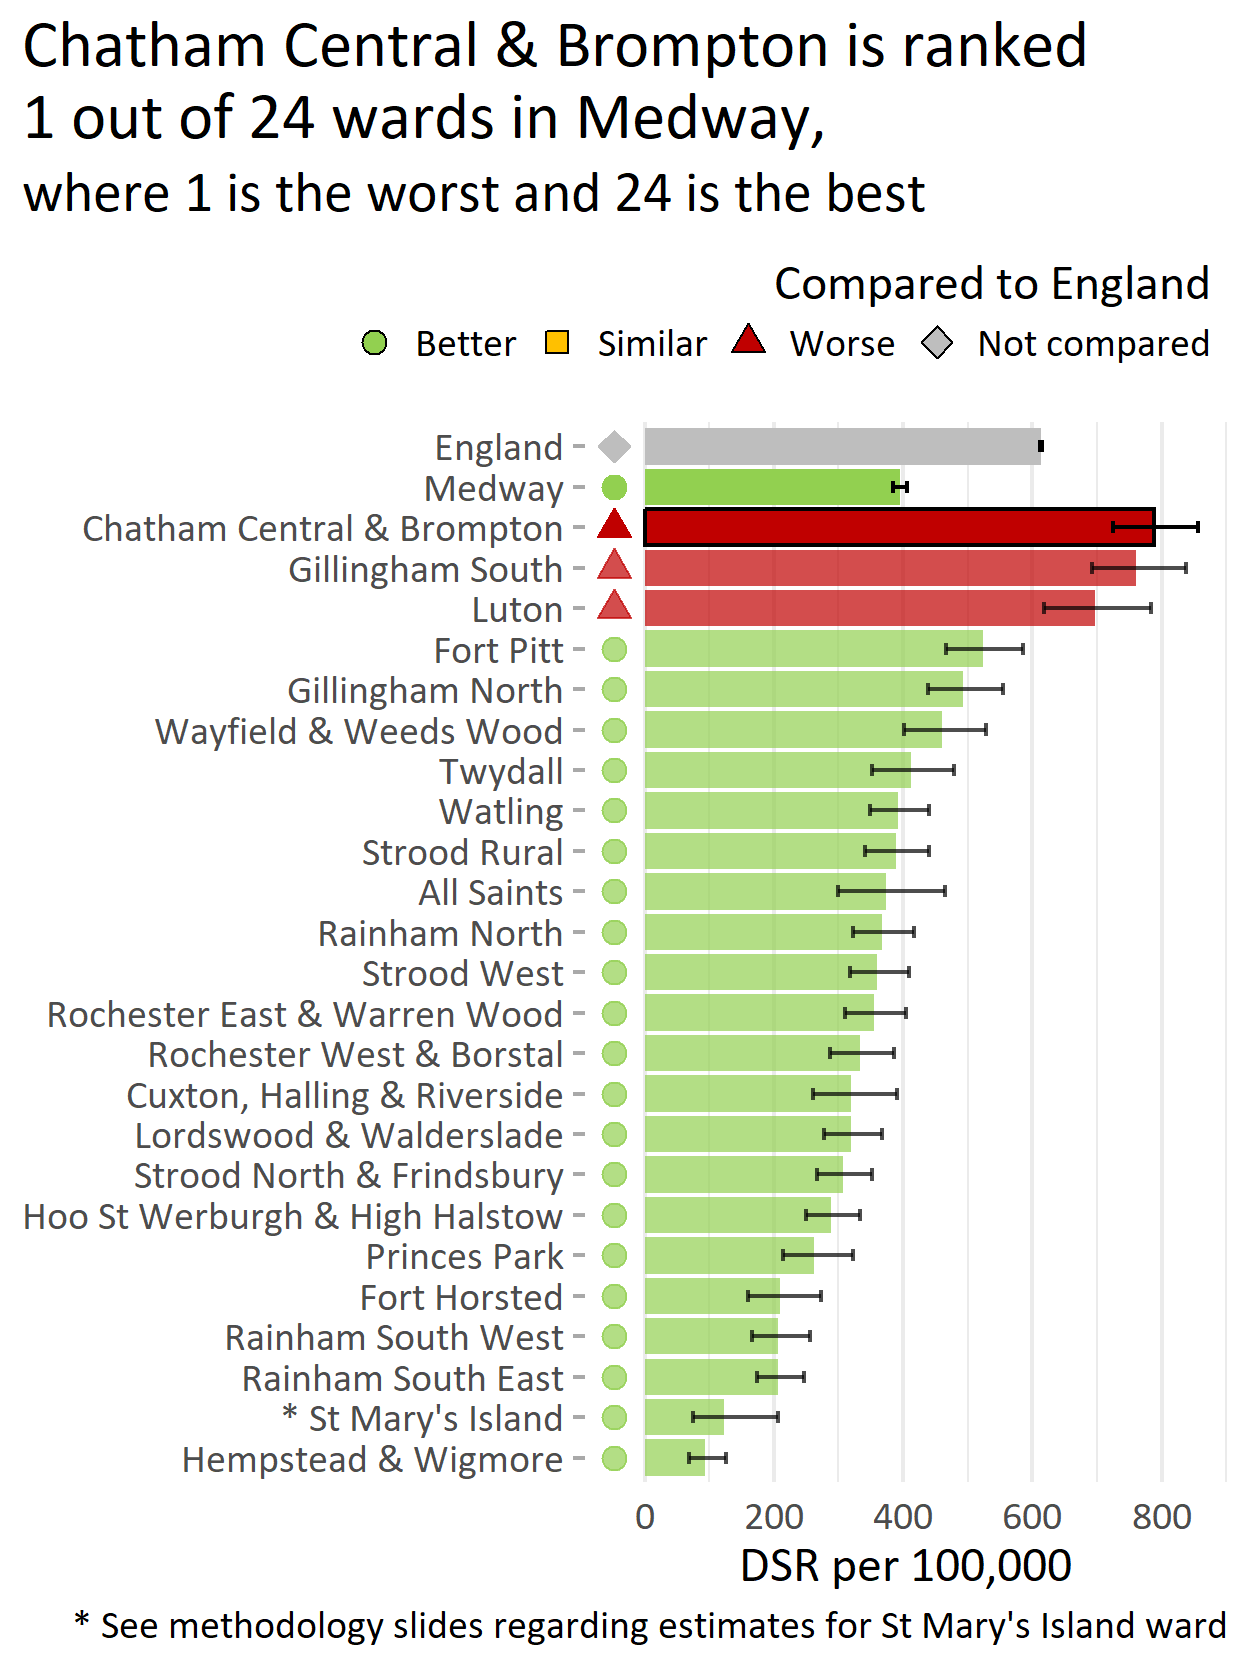 Chatham Central & Brompton is ranked
1 out of 24 wards in Medway,
where 1 is the worst and 24 is the best
Compared to England
Better Similar Worse Not compared
England
Medway
Chatham Central & Brompton
Gillingham South
Luton
Fort Pitt
Gillingham North
Wayfield & Weeds Wood
Twydall
Watling
Strood Rural
All Saints
Rainham North
Strood West
Rochester East & Warren Wood
Rochester West & Borstal
Cuxton, Halling & Riverside
Lordswood & Walderslade
Strood North & Frindsbury
Hoo St Werburgh & High Halstow
Princes Park
Fort Horsted
Rainham South West
Rainham South East
* St Mary's Island
Hempstead & Wigmore
0 200 400 600 800
DSR per 100,000
* See methodology slides regarding estimates for St Mary's Island ward